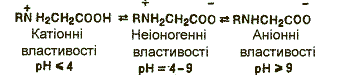 RN⁺H₂CH₂COOH ⇄ RN⁺H₂CH₂COO⁻ ⇄ RNHCH₂COO⁻
Катіонні Неіоногенні Аніонні
властивості властивості властивості
pH ≤ 4 pH = 4-9 pH ≥ 9